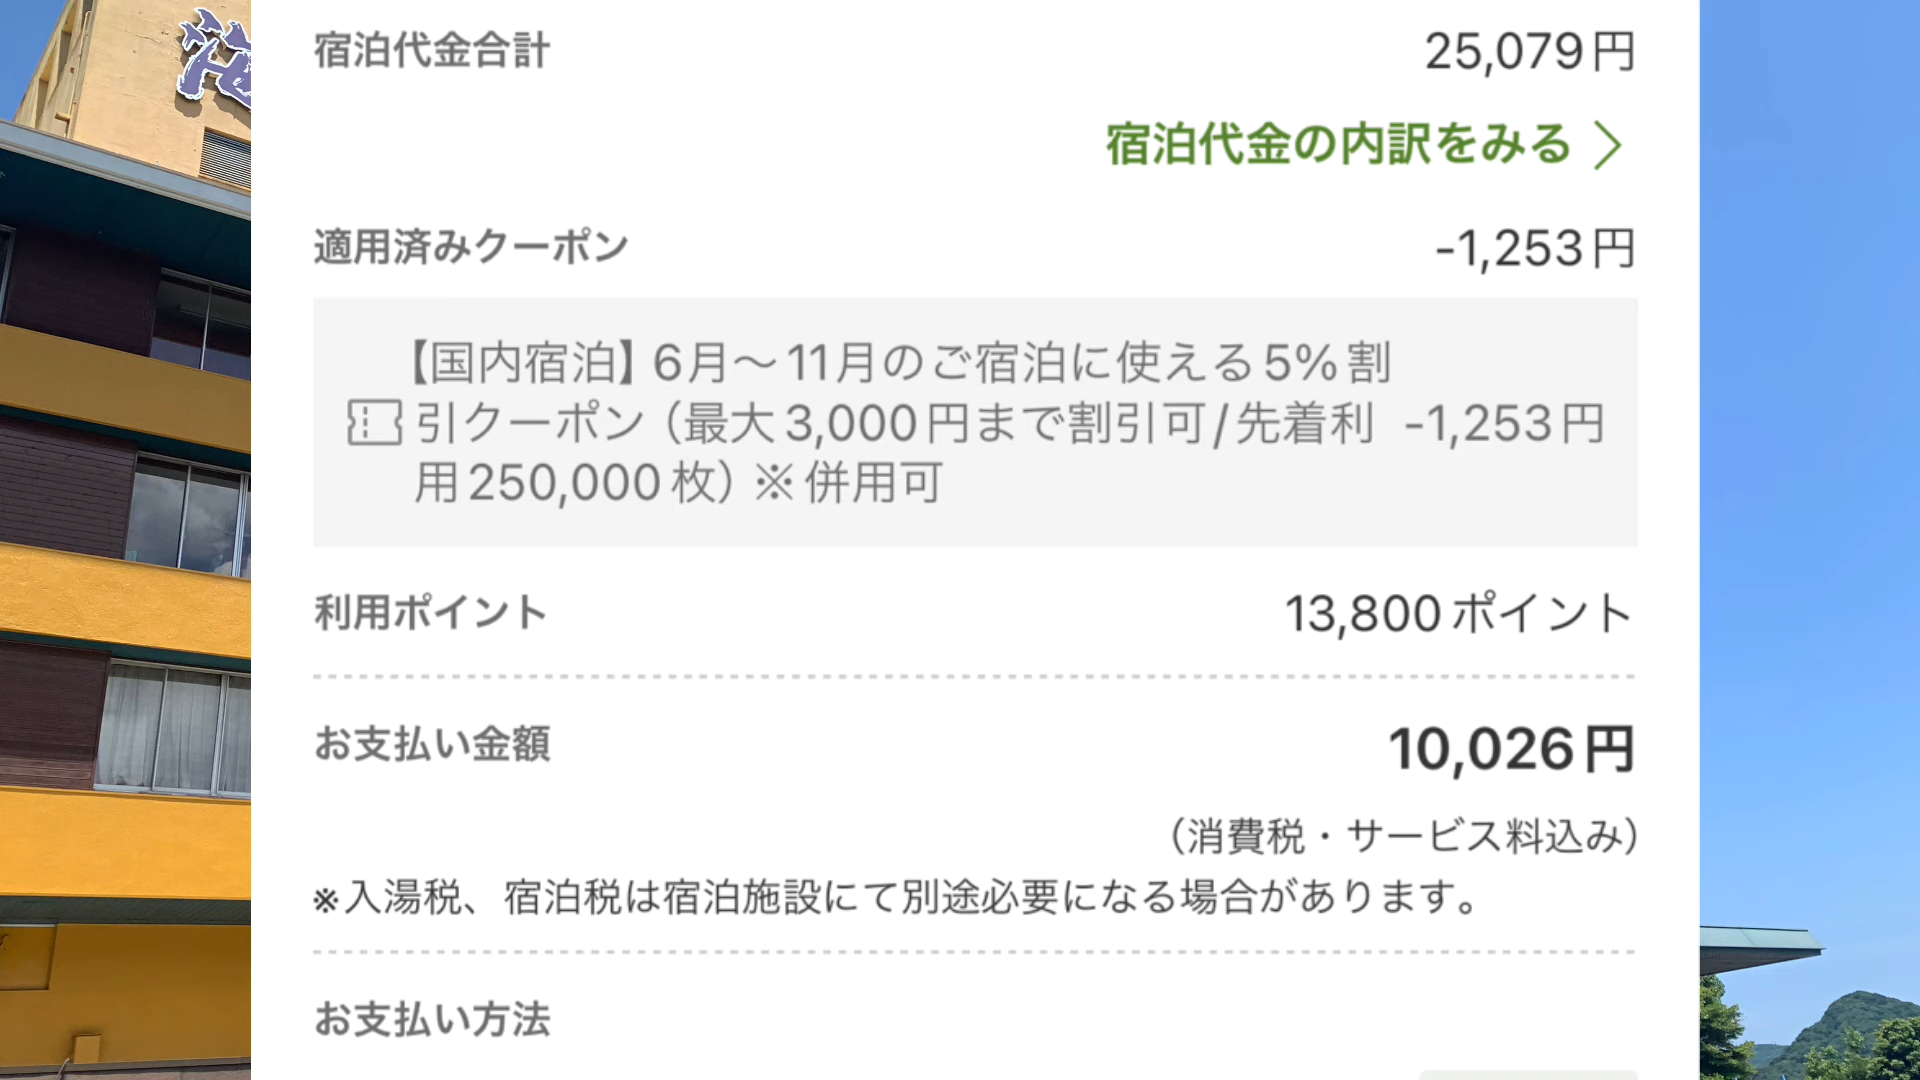 宿泊代金合計 25,079円
宿泊代金の内訳をみる
適用済みクーポン -1,253円
【国内宿泊】6月～11月のご宿泊に使える5%割
引クーポン（最大3,000円まで割引可/先着利 -1,253円
用250,000枚）※併用可
利用ポイント 13,800ポイント
お支払い金額 10,026円
（消費税・サービス料込み）
※入湯税、宿泊税は宿泊施設にて別途必要になる場合があります。
お支払い方法